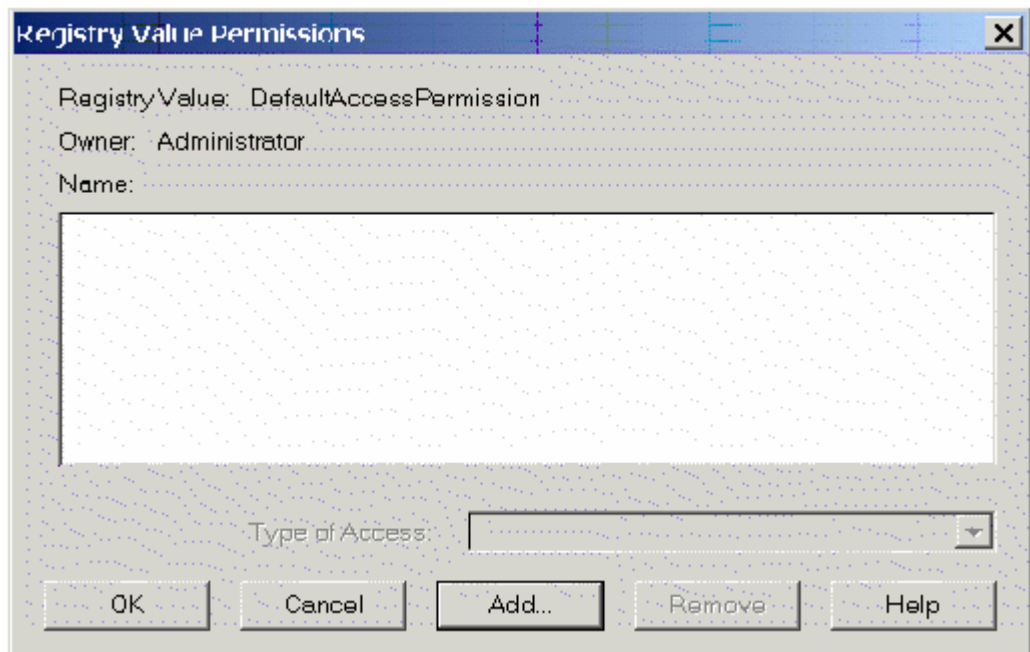 Registry Value Permissions
Registry Value: DefaultAccessPermission
Owner: Administrator
Name:
Type of Access:
OK Cancel Add... Remove Help